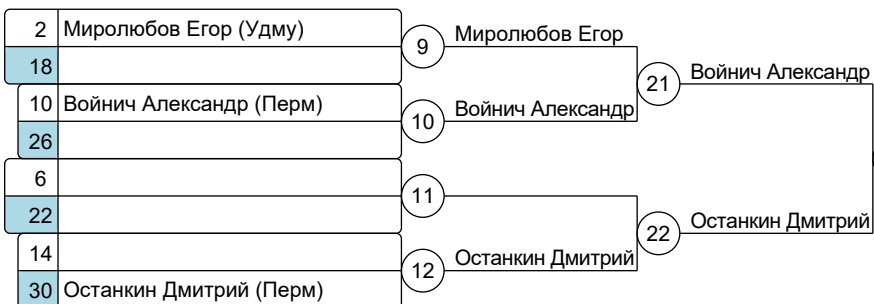 2 Миролюбов Егор (Удму)
18
9 Миролюбов Егор
10 Войнич Александр (Перм)
26
10 Войнич Александр
21 Войнич Александр
6
22
11
14
30 Останкин Дмитрий (Перм)
12 Останкин Дмитрий
22 Останкин Дмитрий